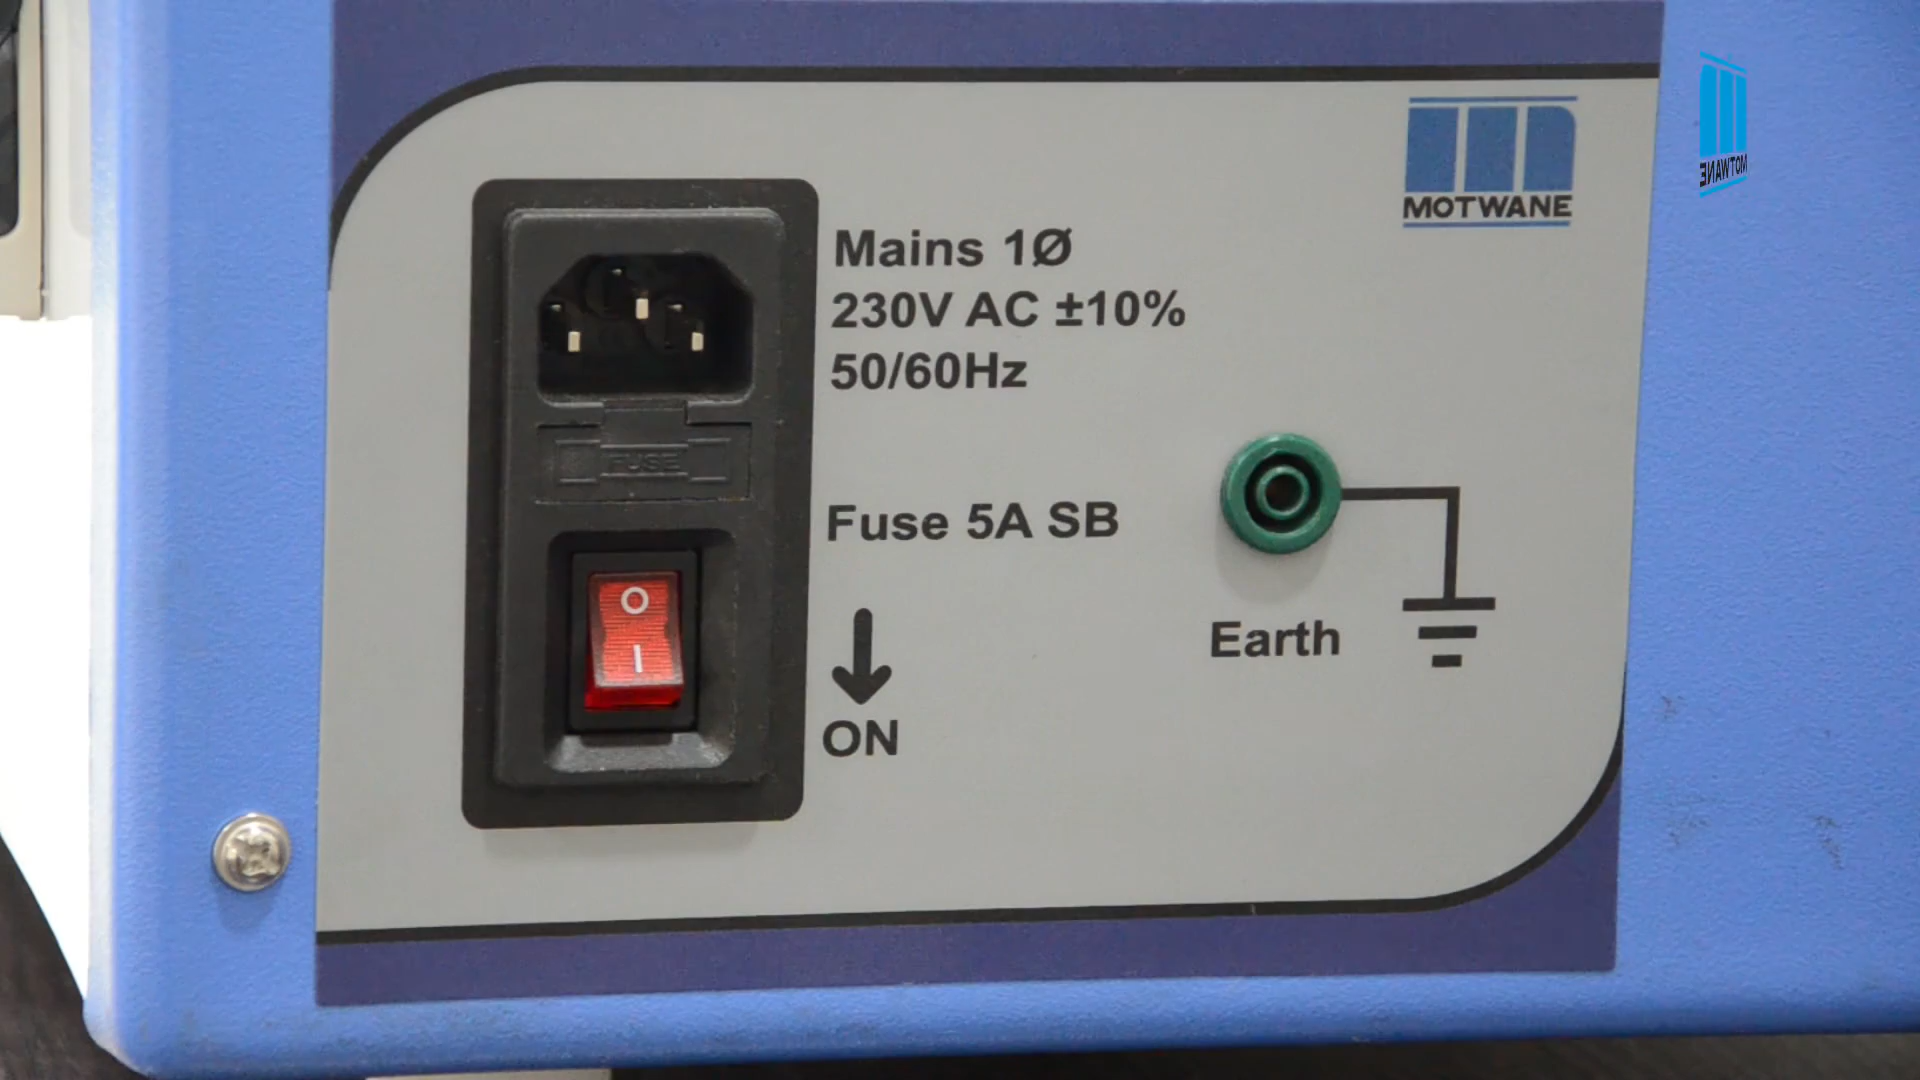 MOTWANE
MOTWANE
Mains 1Ø
230V AC ±10%
50/60Hz
FUSE
Fuse 5A SB
O
I
ON
Earth